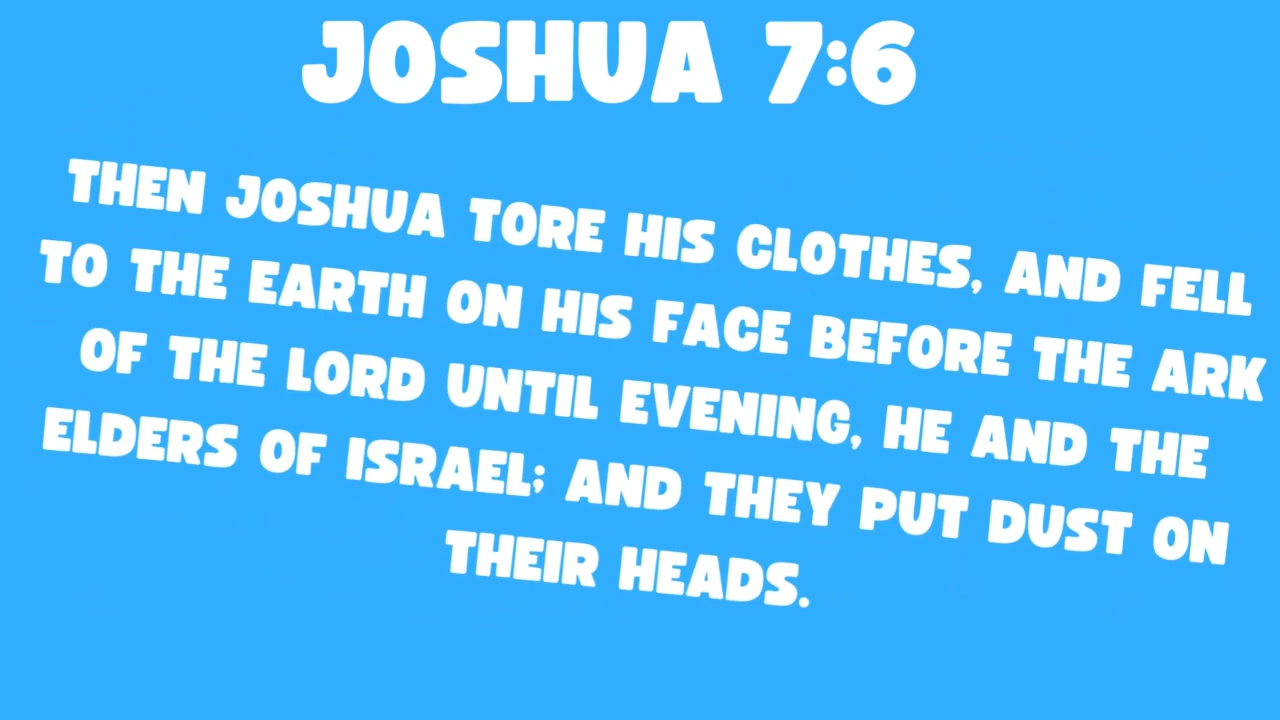 JOSHUA 7:6
THEN JOSHUA TORE HIS CLOTHES, AND FELL
TO THE EARTH ON HIS FACE BEFORE THE ARK
OF THE LORD UNTIL EVENING, HE AND THE
ELDERS OF ISRAEL; AND THEY PUT DUST ON
THEIR HEADS.